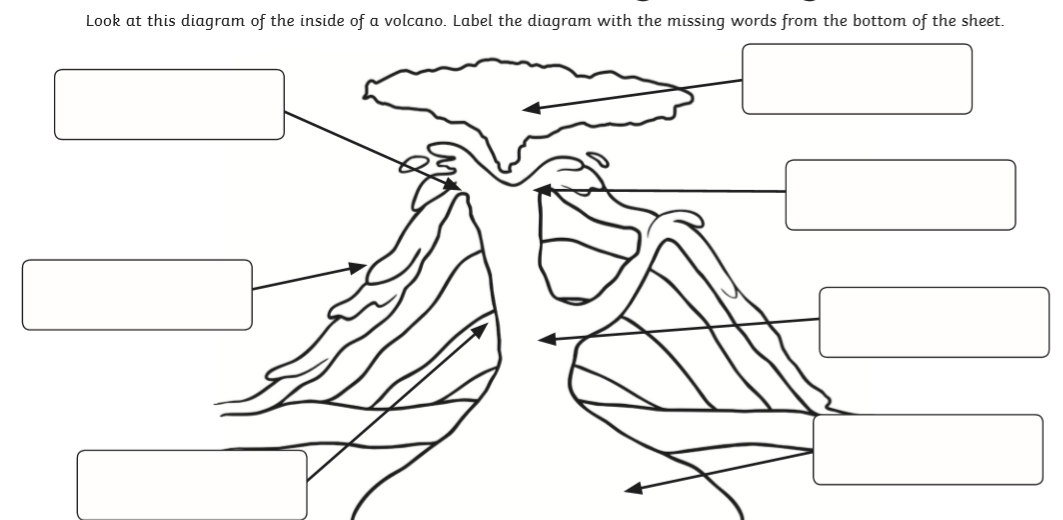 Look at this diagram of the inside of a volcano. Label the diagram with the missing words from the bottom of the sheet.